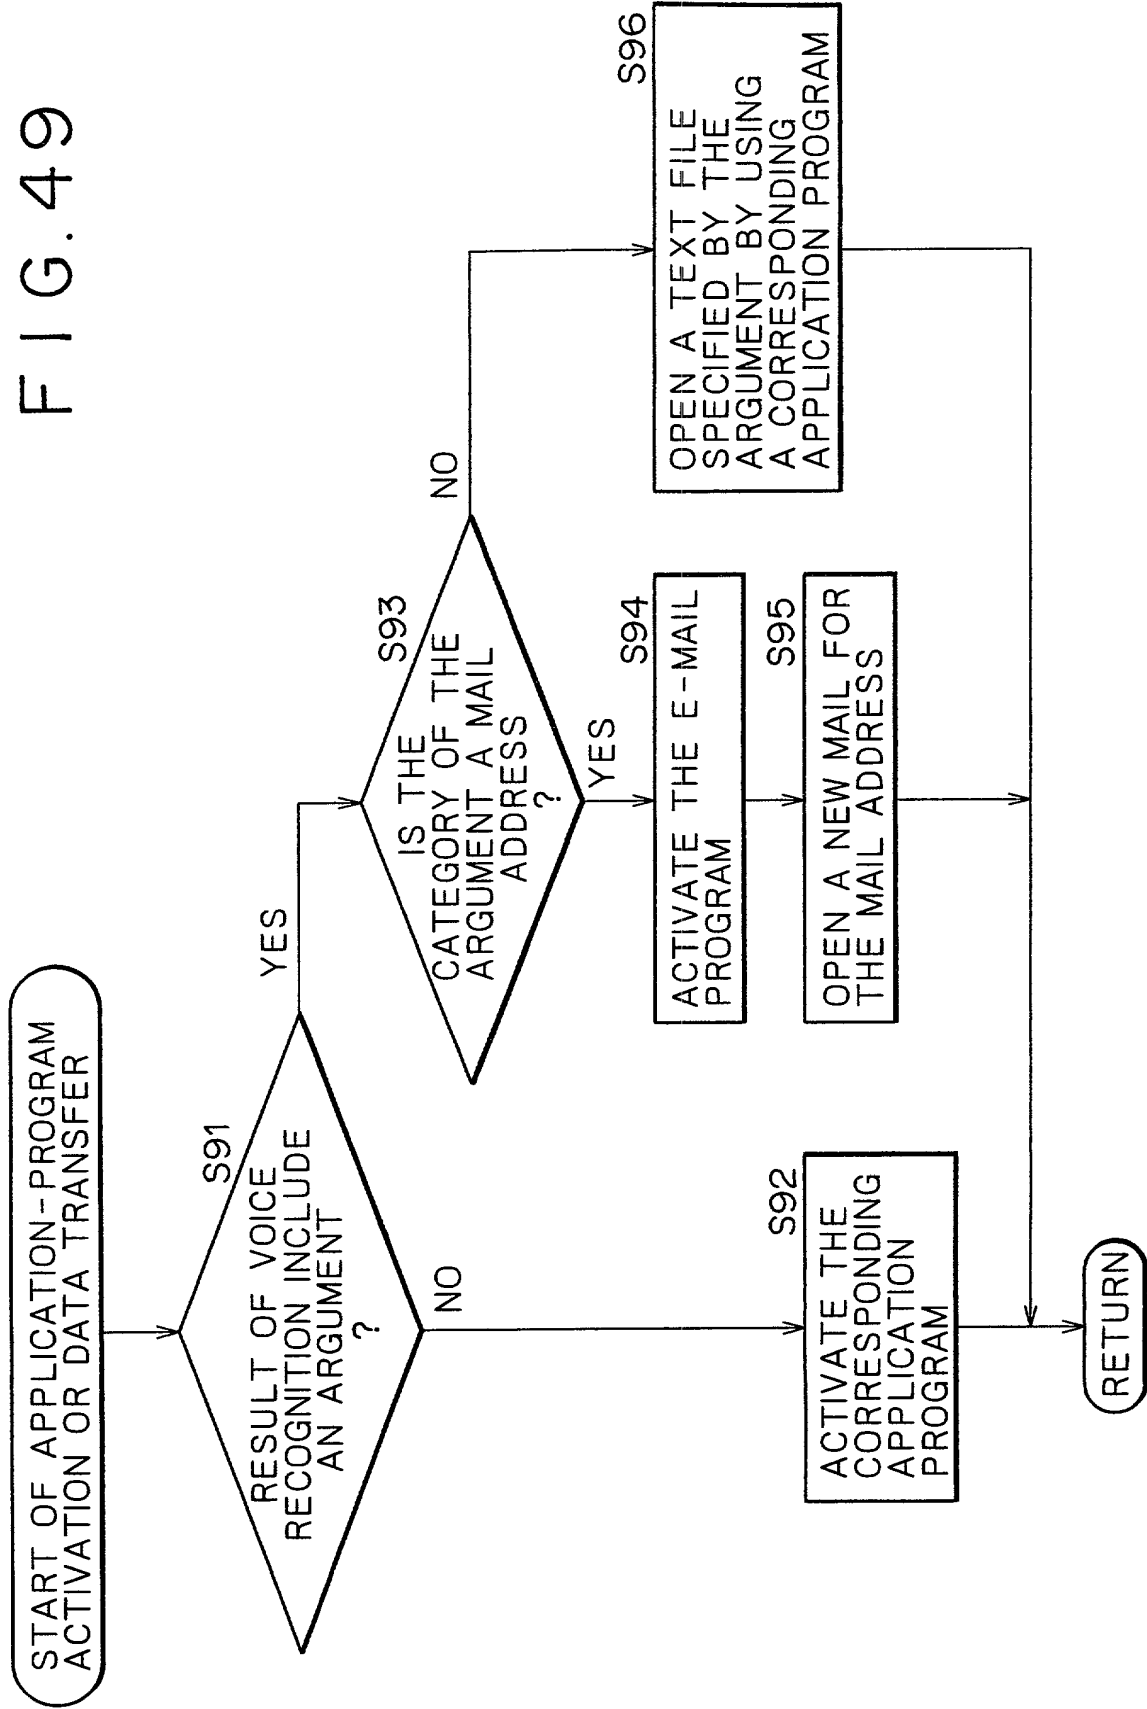 F I G. 49
START OF APPLICATION-PROGRAM
ACTIVATION OR DATA TRANSFER
S91
RESULT OF VOICE
RECOGNITION INCLUDE
AN ARGUMENT
?
YES
NO
S93
IS THE
CATEGORY OF THE
ARGUMENT A MAIL
ADDRESS
?
NO
YES
S92
ACTIVATE THE
CORRESPONDING
APPLICATION
PROGRAM
S94
ACTIVATE THE E-MAIL
PROGRAM
S95
OPEN A NEW MAIL FOR
THE MAIL ADDRESS
S96
OPEN A TEXT FILE
SPECIFIED BY THE
ARGUMENT BY USING
A CORRESPONDING
APPLICATION PROGRAM
RETURN